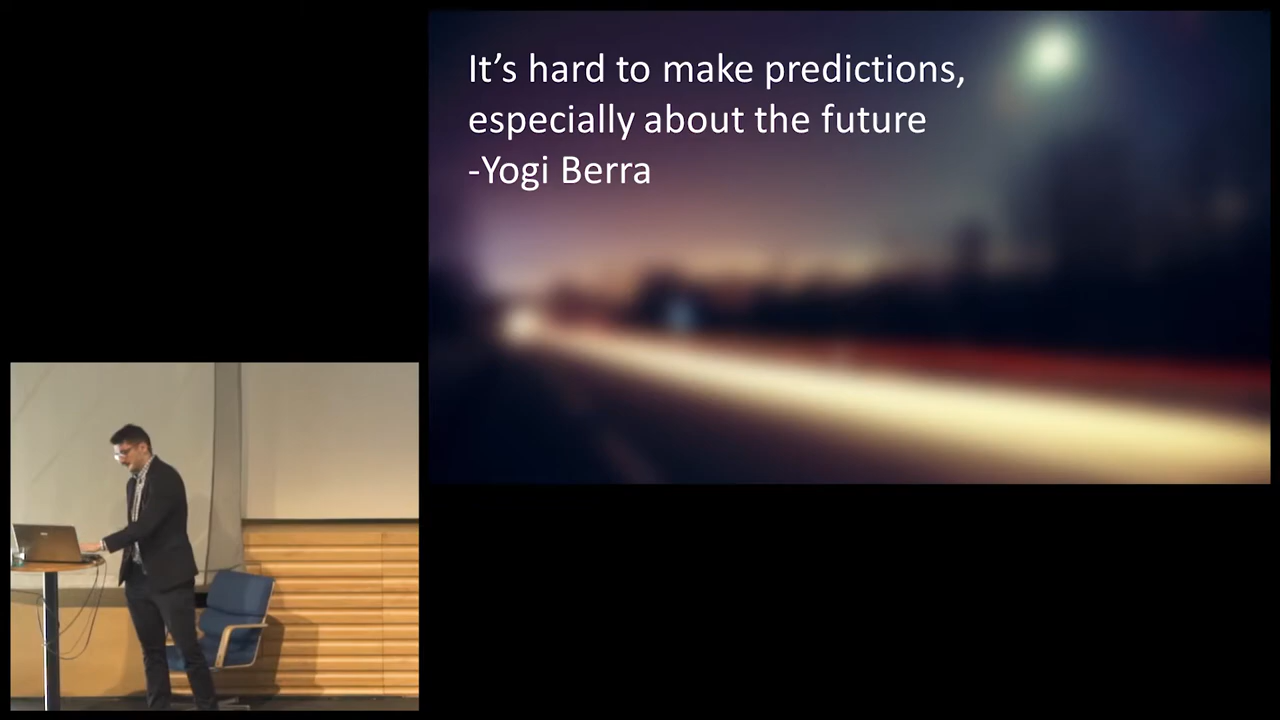 It’s hard to make predictions,
especially about the future
-Yogi Berra